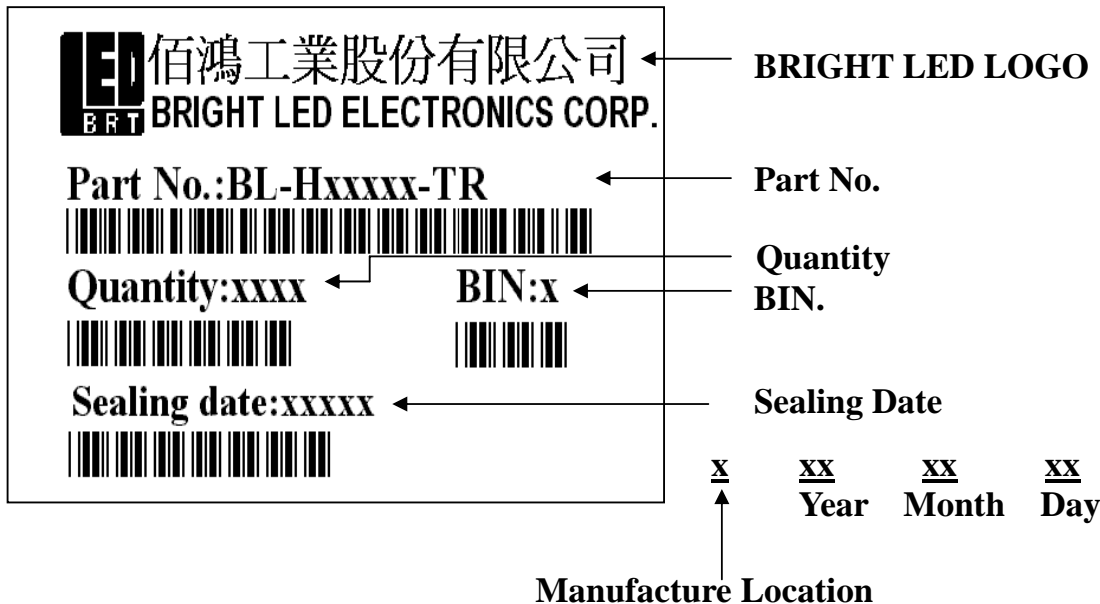 佰鴻工業股份有限公司
BRIGHT LED LOGO
LED
BRT
BRIGHT LED ELECTRONICS CORP.
Part No.:BL-Hxxxxx-TR
Part No.
Quantity:xxxx
BIN:x
Quantity
BIN.
Sealing date:xxxxx
Sealing Date
x xx xx xx
Year Month Day
Manufacture Location